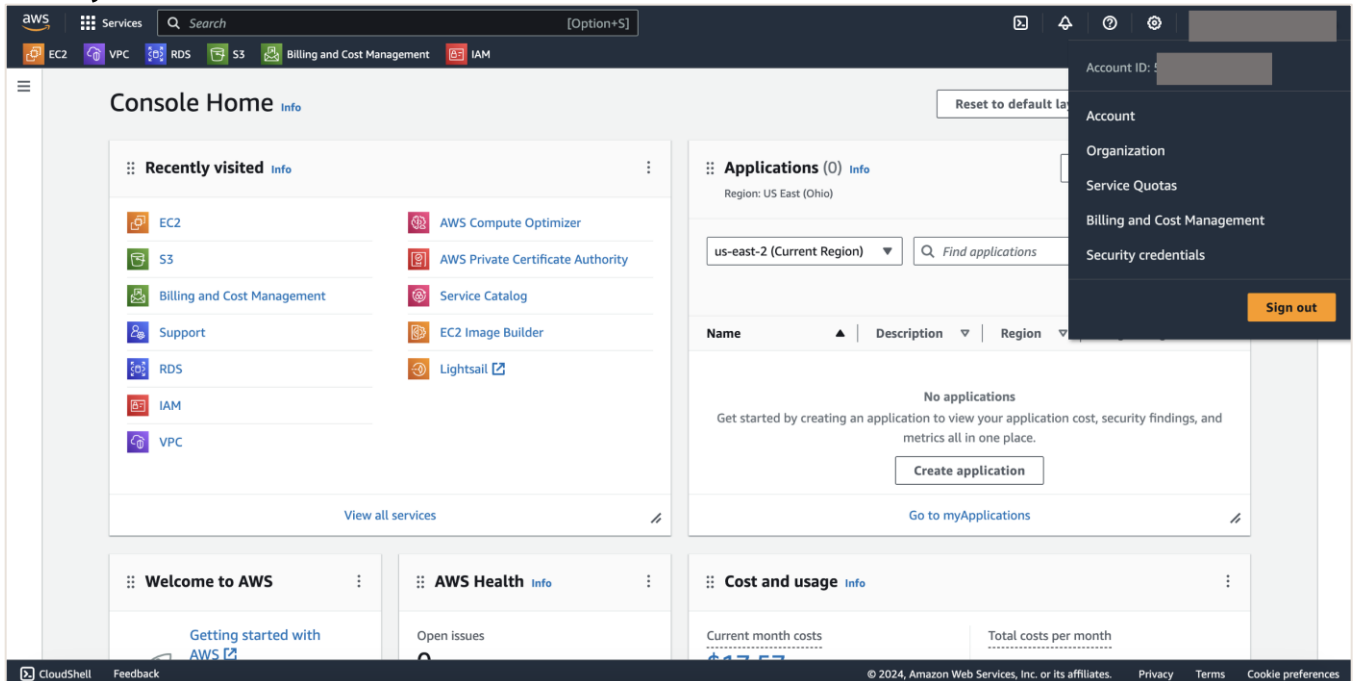 aws Services Search [Option+S]
EC2 VPC RDS S3 Billing and Cost Management IAM
Account ID: 5
Account
Organization
Service Quotas
Billing and Cost Management
Security credentials
Sign out
Console Home Info
Reset to default la
Recently visited Info
EC2
S3
Billing and Cost Management
Support
RDS
IAM
VPC
AWS Compute Optimizer
AWS Private Certificate Authority
Service Catalog
EC2 Image Builder
Lightsail
View all services
Applications (0) Info
Region: US East (Ohio)
us-east-2 (Current Region) Find applications
Name Description Region
No applications
Get started by creating an application to view your application cost, security findings, and
metrics all in one place.
Create application
Go to myApplications
Welcome to AWS
Getting started with
AWS
AWS Health Info
Open issues
Cost and usage Info
Current month costs
$17.57
Total costs per month
CloudShell Feedback © 2024, Amazon Web Services, Inc. or its affiliates. Privacy Terms Cookie preferences